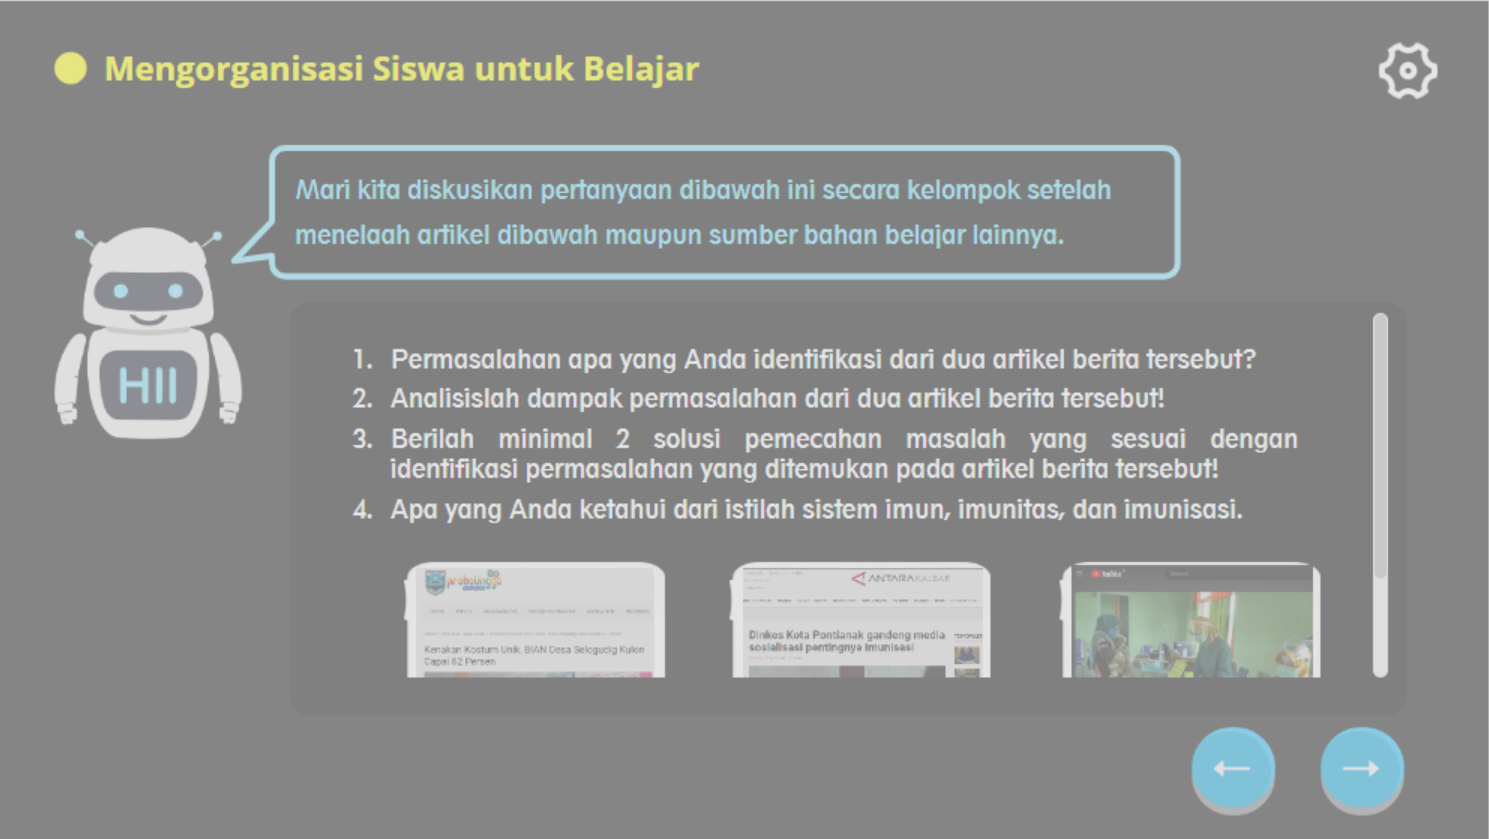 Mengorganisasi Siswa untuk Belajar
Mari kita diskusikan pertanyaan dibawah ini secara kelompok setelah
menelaah artikel dibawah maupun sumber bahan belajar lainnya.
HII
1. Permasalahan apa yang Anda identifikasi dari dua artikel berita tersebut?
2. Analisislah dampak permasalahan dari dua artikel berita tersebut!
3. Berilah minimal 2 solusi pemecahan masalah yang sesuai dengan
identifikasi permasalahan yang ditemukan pada artikel berita tersebut!
4. Apa yang Anda ketahui dari istilah sistem imun, imunitas, dan imunisasi.
probolinggo
Kenakan Kostum Unik, BIAN Desa Selogudig Kulon
Capai 62 Persen
ANTARA KALBAR
Dinkes Kota Pontianak gandeng media
sosialisasi pentingnya imunisasi
TERPOPULER
YouTube